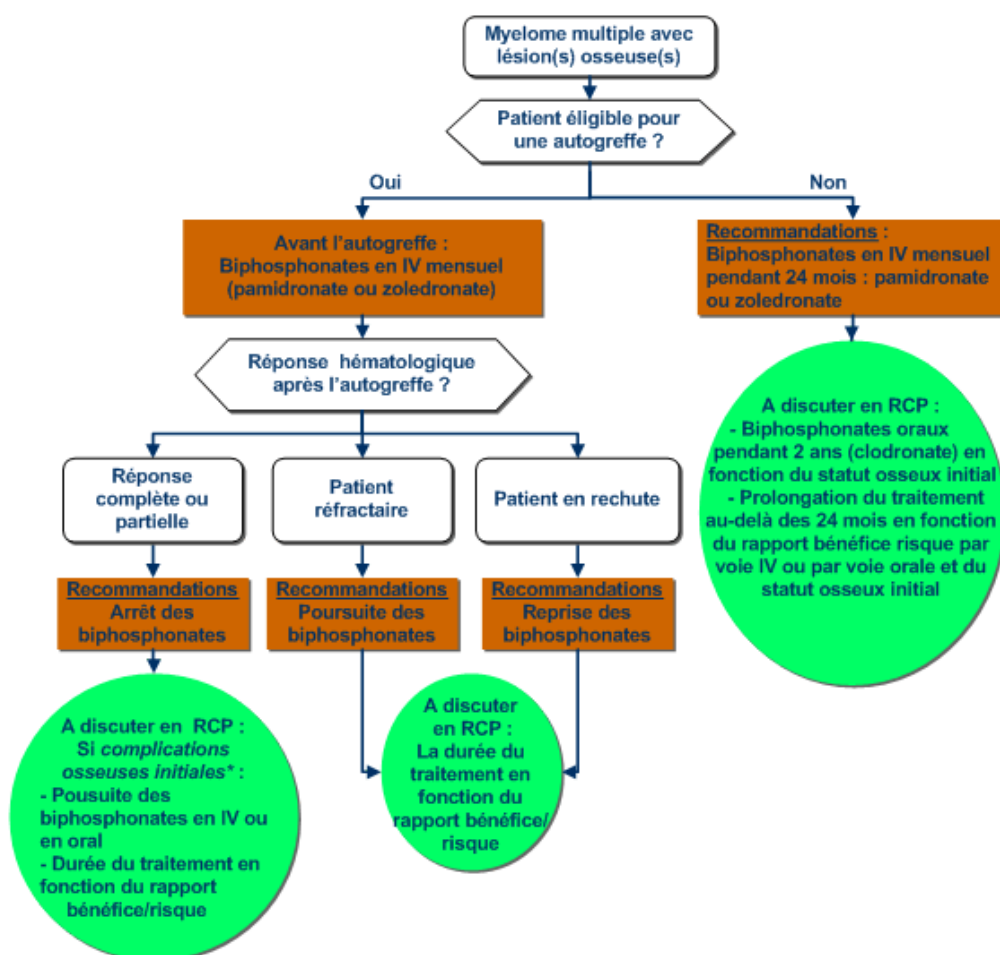 Myelome multiple avec
lésion(s) osseuse(s)
Patient éligible pour
une autogreffe ?
Oui
Non
Avant l'autogreffe :
Biphosphonates en IV mensuel
(pamidronate ou zoledronate)
Recommandations :
Biphosphonates en IV mensuel
pendant 24 mois : pamidronate
ou zoledronate
Réponse hématologique
après l'autogreffe ?
A discuter en RCP :
- Biphosphonates oraux
pendant 2 ans (clodronate) en
fonction du statut osseux initial
- Prolongation du traitement
au-delà des 24 mois en fonction
du rapport bénéfice risque par
voie IV ou par voie orale et du
statut osseux initial
Réponse
complète ou
partielle
Patient
réfractaire
Patient en rechute
Recommandations
Arrêt des
biphosphonates
Recommandations
Poursuite des
biphosphonates
Recommandations
Reprise des
biphosphonates
A discuter en RCP :
Si complications
osseuses initiales* :
- Pousuite des
biphosphonates en IV ou
en oral
- Durée du traitement en
fonction du rapport
bénéfice/risque
A discuter
en RCP :
La durée du
traitement en
fonction du
rapport bénéfice/
risque